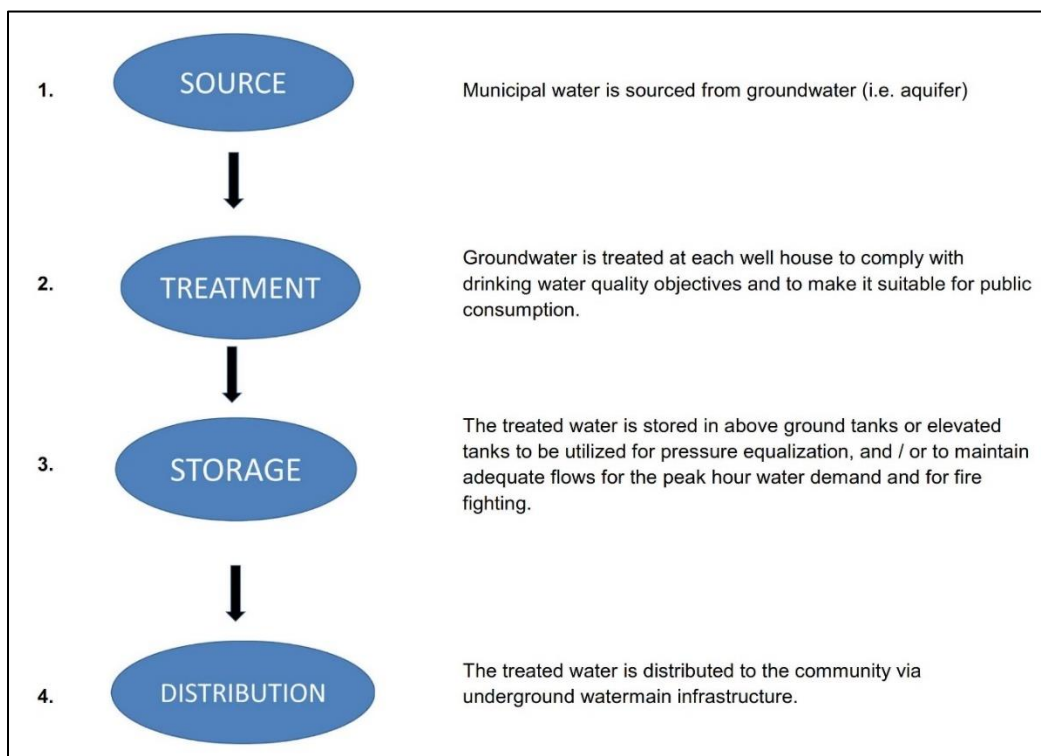 1.
SOURCE
Municipal water is sourced from groundwater (i.e. aquifer)
2.
TREATMENT
Groundwater is treated at each well house to comply with
drinking water quality objectives and to make it suitable for public
consumption.
3.
STORAGE
The treated water is stored in above ground tanks or elevated
tanks to be utilized for pressure equalization, and / or to maintain
adequate flows for the peak hour water demand and for fire
fighting.
4.
DISTRIBUTION
The treated water is distributed to the community via
underground watermain infrastructure.